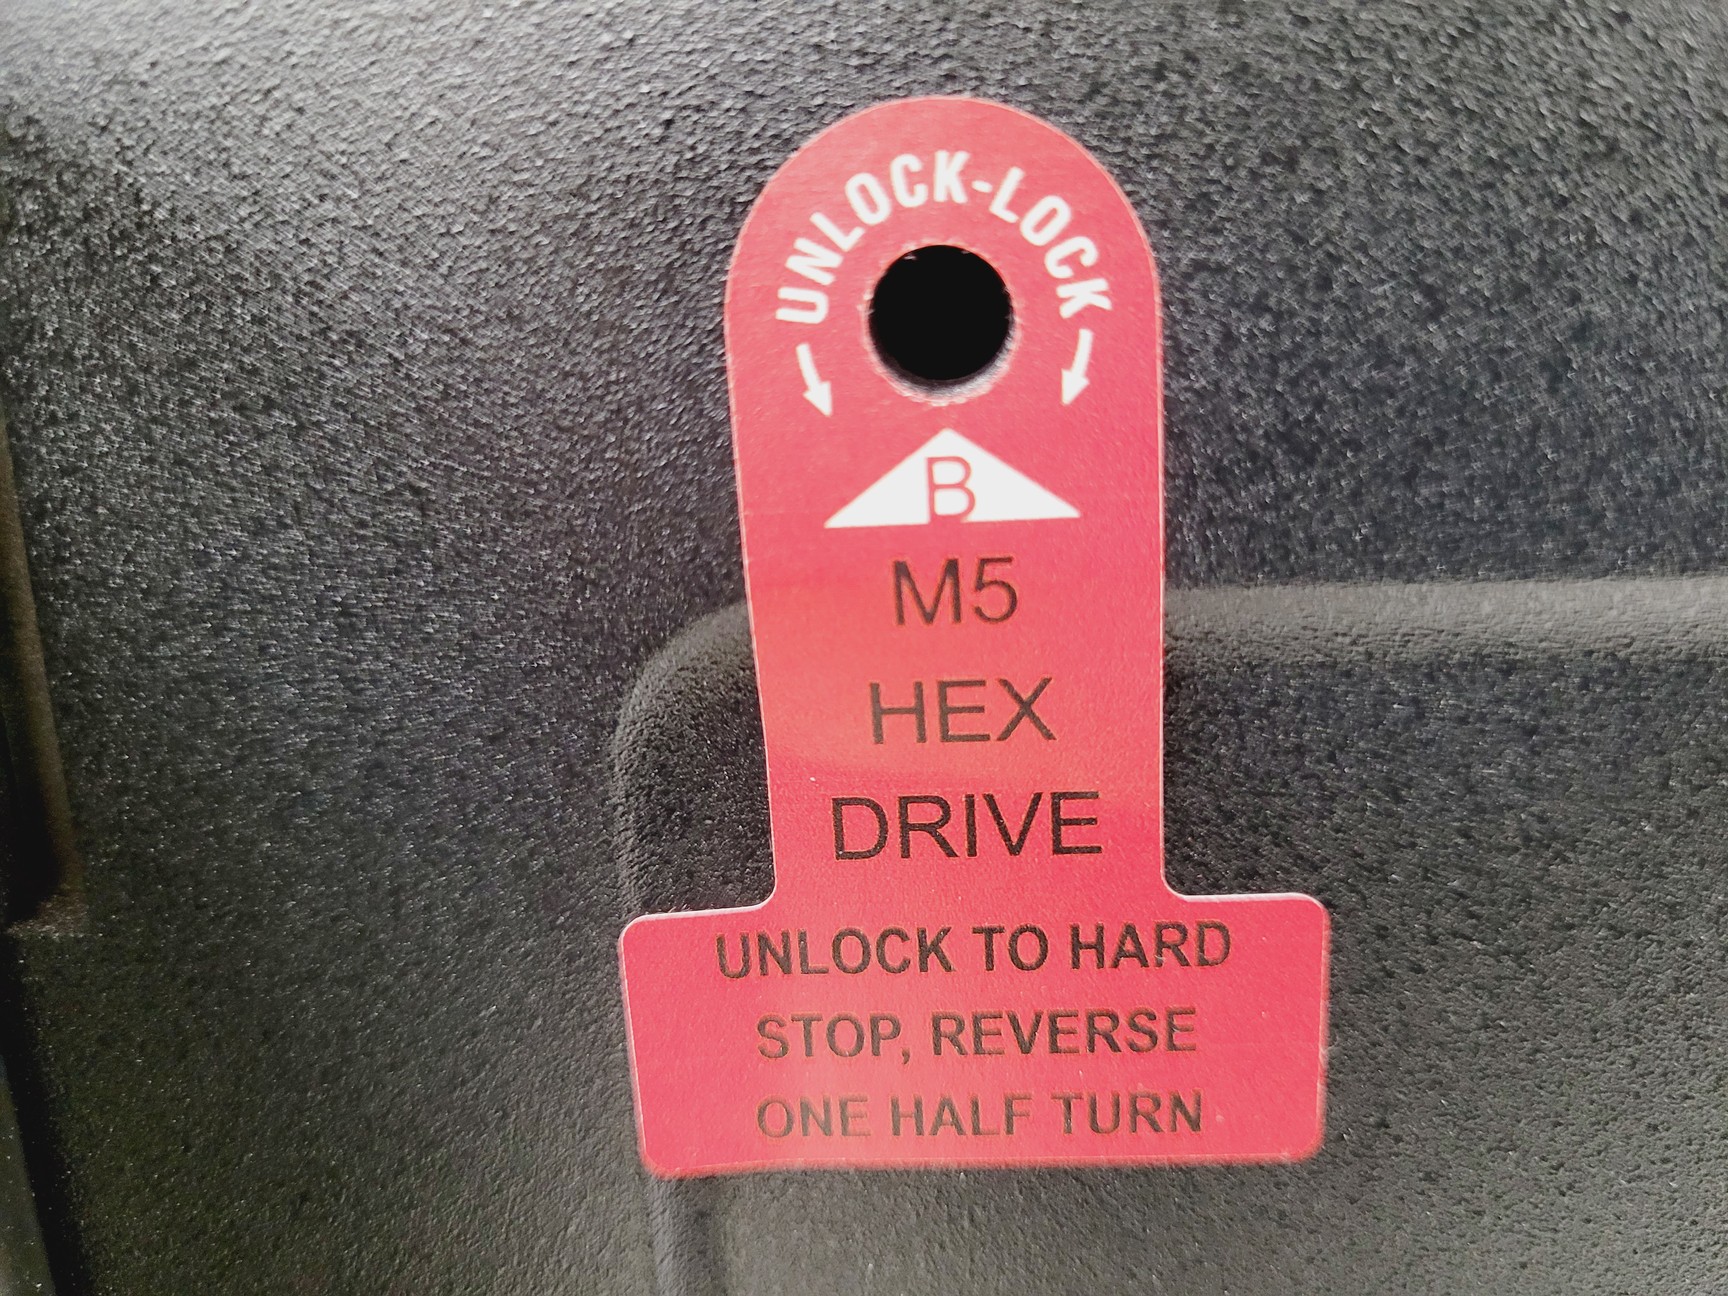 UNLOCK-LOCK
B
M5
HEX
DRIVE
UNLOCK TO HARD
STOP, REVERSE
ONE HALF TURN